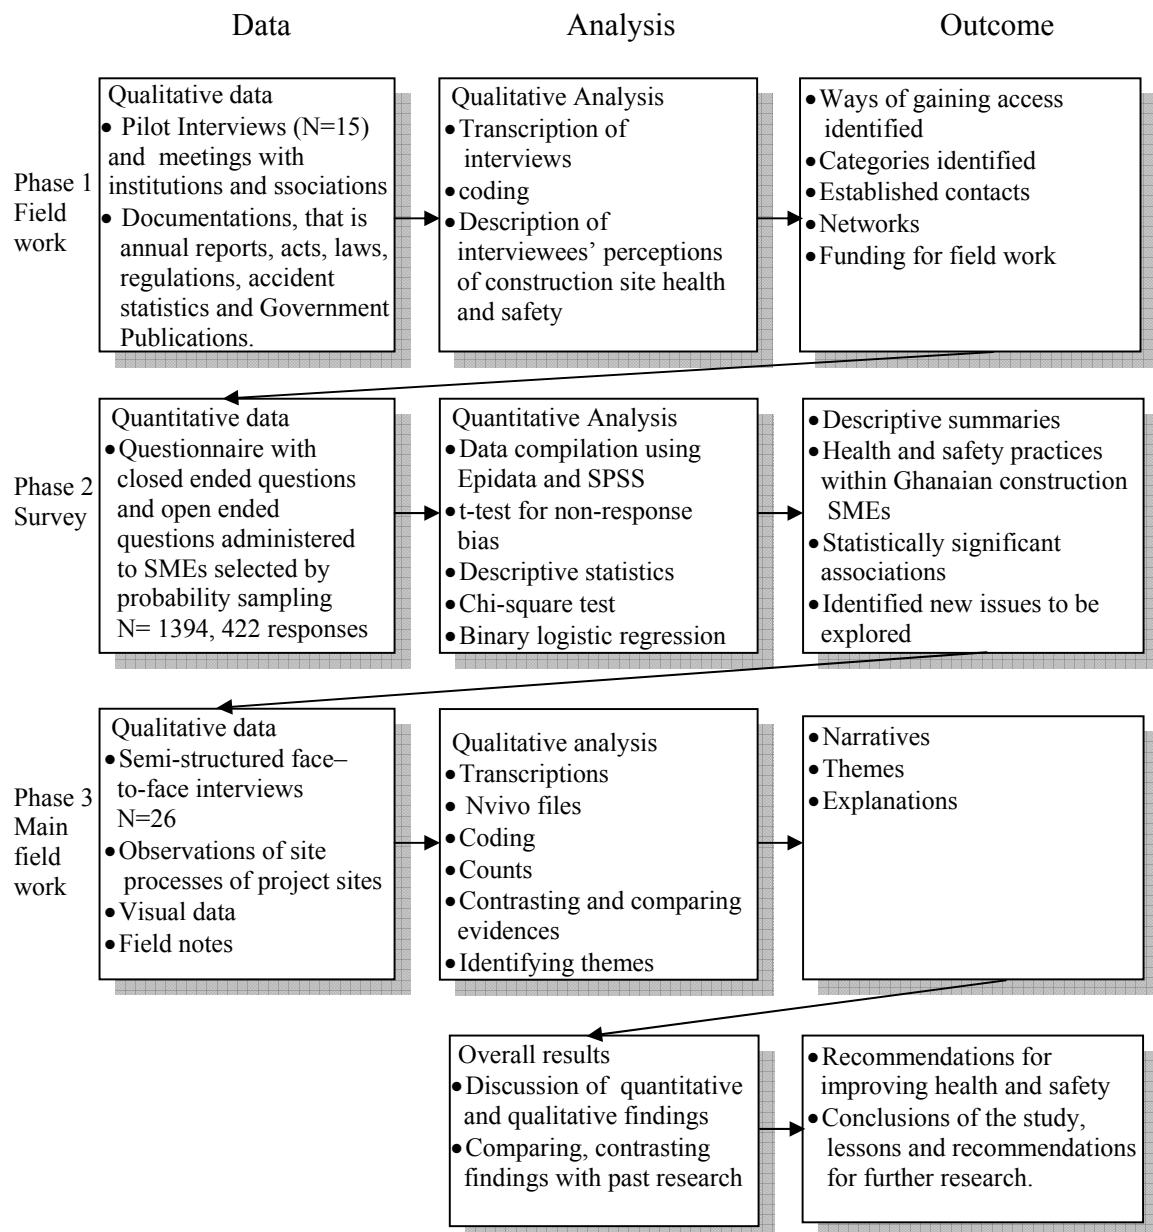 Data
Analysis
Outcome
Phase 1
Field
work
Qualitative data
• Pilot Interviews (N=15)
and meetings with
institutions and ssociations
• Documentations, that is
annual reports, acts, laws,
regulations, accident
statistics and Government
Publications.
Qualitative Analysis
•Transcription of
interviews
•coding
•Description of
interviewees’ perceptions
of construction site health
and safety
•Ways of gaining access
identified
•Categories identified
•Established contacts
•Networks
•Funding for field work
Phase 2
Survey
Quantitative data
•Questionnaire with
closed ended questions
and open ended
questions administered
to SMEs selected by
probability sampling
N= 1394, 422 responses
Quantitative Analysis
•Data compilation using
Epidata and SPSS
•t-test for non-response
bias
•Descriptive statistics
•Chi-square test
•Binary logistic regression
•Descriptive summaries
•Health and safety practices
within Ghanaian construction
SMEs
•Statistically significant
associations
•Identified new issues to be
explored
Phase 3
Main
field
work
Qualitative data
•Semi-structured face–
to-face interviews
N=26
•Observations of site
processes of project sites
•Visual data
•Field notes
Qualitative analysis
•Transcriptions
• Nvivo files
•Coding
•Counts
•Contrasting and comparing
evidences
•Identifying themes
•Narratives
•Themes
•Explanations
Overall results
•Discussion of quantitative
and qualitative findings
•Comparing, contrasting
findings with past research
•Recommendations for
improving health and safety
•Conclusions of the study,
lessons and recommendations
for further research.